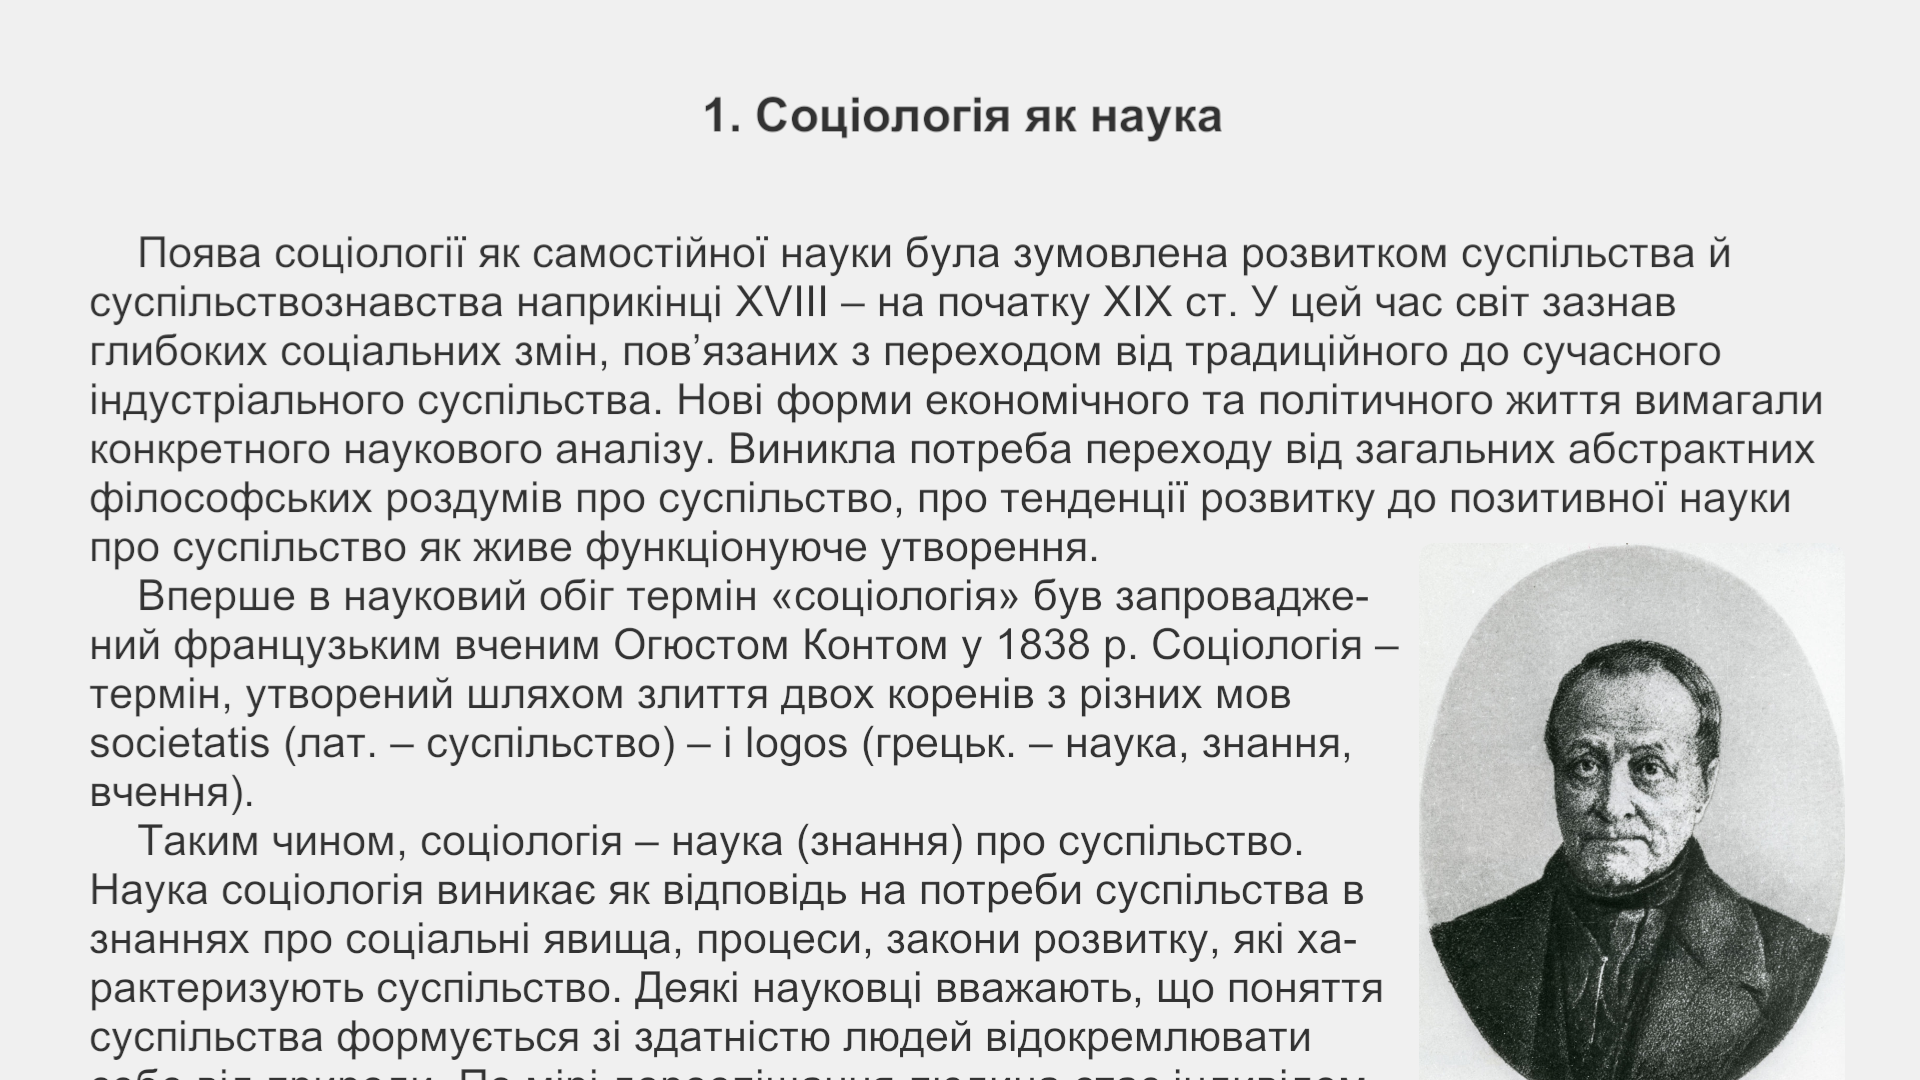 1. Соціологія як наука
Поява соціології як самостійної науки була зумовлена розвитком суспільства й
суспільствознавства наприкінці XVIII – на початку XIX ст. У цей час світ зазнав
глибоких соціальних змін, пов’язаних з переходом від традиційного до сучасного
індустріального суспільства. Нові форми економічного та політичного життя вимагали
конкретного наукового аналізу. Виникла потреба переходу від загальних абстрактних
філософських роздумів про суспільство, про тенденції розвитку до позитивної науки
про суспільство як живе функціонуюче утворення.
Вперше в науковий обіг термін «соціологія» був запровадже-
ний французьким вченим Огюстом Контом у 1838 р. Соціологія –
термін, утворений шляхом злиття двох коренів з різних мов
societatis (лат. – суспільство) – і logos (грецьк. – наука, знання,
вчення).
Таким чином, соціологія – наука (знання) про суспільство.
Наука соціологія виникає як відповідь на потреби суспільства в
знаннях про соціальні явища, процеси, закони розвитку, які ха-
рактеризують суспільство. Деякі науковці вважають, що поняття
суспільства формується зі здатністю людей відокремлювати